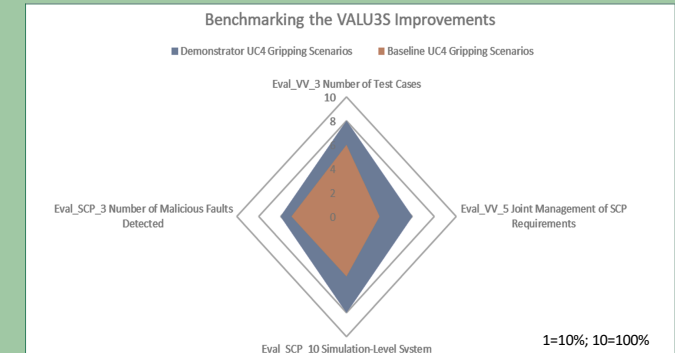 Benchmarking the VALU3S Improvements
Demonstrator UC4 Gripping Scenarios
Baseline UC4 Gripping Scenarios
Eval_VV_3 Number of Test Cases
10
8
4
2
0
Eval_SCP_3 Number of Malicious Faults
Detected
Eval_VV_5 Joint Management of SCP
Requirements
Eval_SCP_10 Simulation-Level System
1=10%; 10=100%